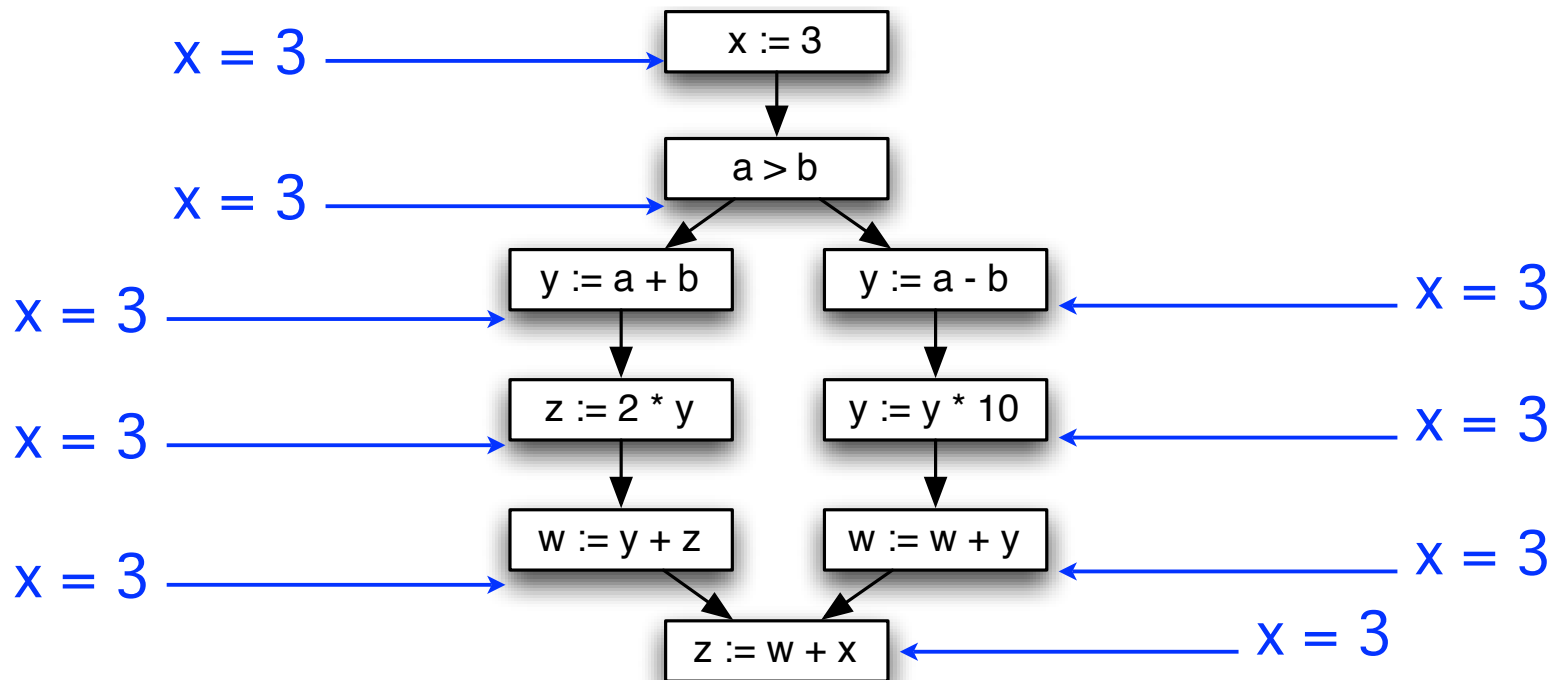 x := 3
x = 3
a > b
x = 3
y := a + b
y := a - b
x = 3
x = 3
z := 2 * y
y := y * 10
x = 3
x = 3
w := y + z
w := w + y
x = 3
x = 3
z := w + x
x = 3